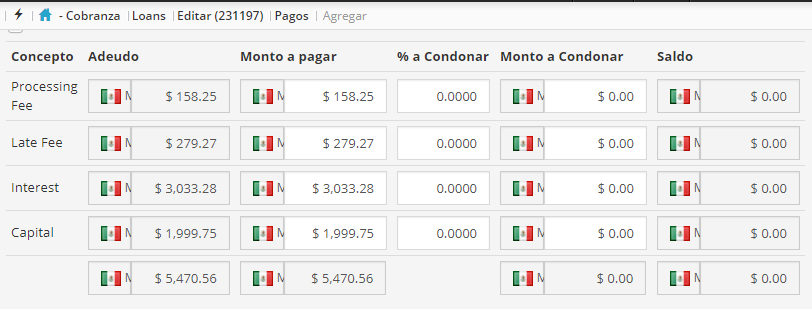 - Cobranza Loans Editar (231197) Pagos Agregar
Concepto Adeudo Monto a pagar % a Condonar Monto a Condonar Saldo
Processing Fee $ 158.25 $ 158.25 0.0000 $ 0.00 $ 0.00
Late Fee $ 279.27 $ 279.27 0.0000 $ 0.00 $ 0.00
Interest $ 3,033.28 $ 3,033.28 0.0000 $ 0.00 $ 0.00
Capital $ 1,999.75 $ 1,999.75 0.0000 $ 0.00 $ 0.00
$ 5,470.56 $ 5,470.56 $ 0.00 $ 0.00